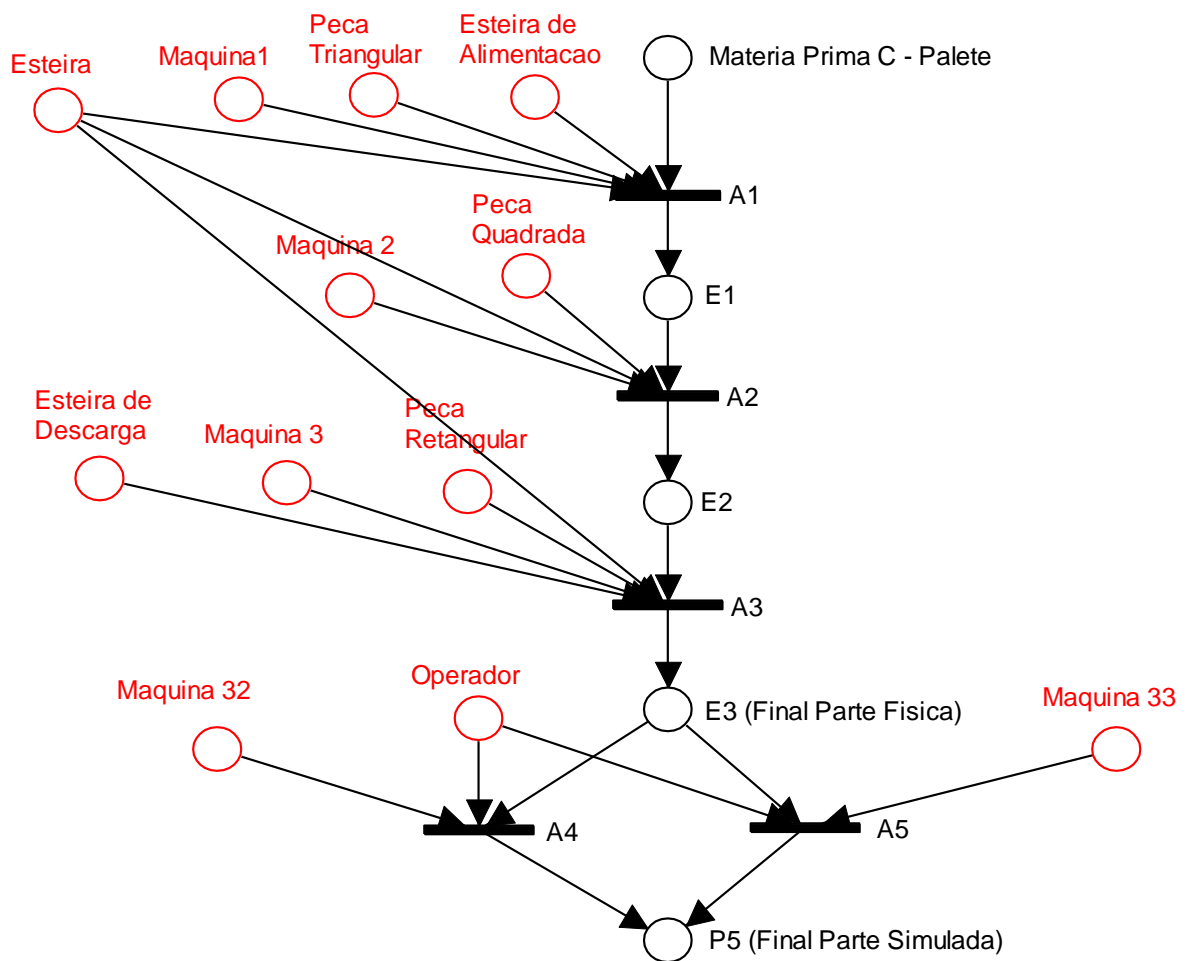 Peca
Triangular
Esteira de
Alimentacao
Materia Prima C - Palete
Esteira
Maquina1
A1
Peca
Quadrada
Maquina 2
E1
A2
Esteira de
Descarga
Maquina 3
Peca
Retangular
E2
A3
Maquina 32
Operador
E3 (Final Parte Fisica)
Maquina 33
A4
A5
P5 (Final Parte Simulada)